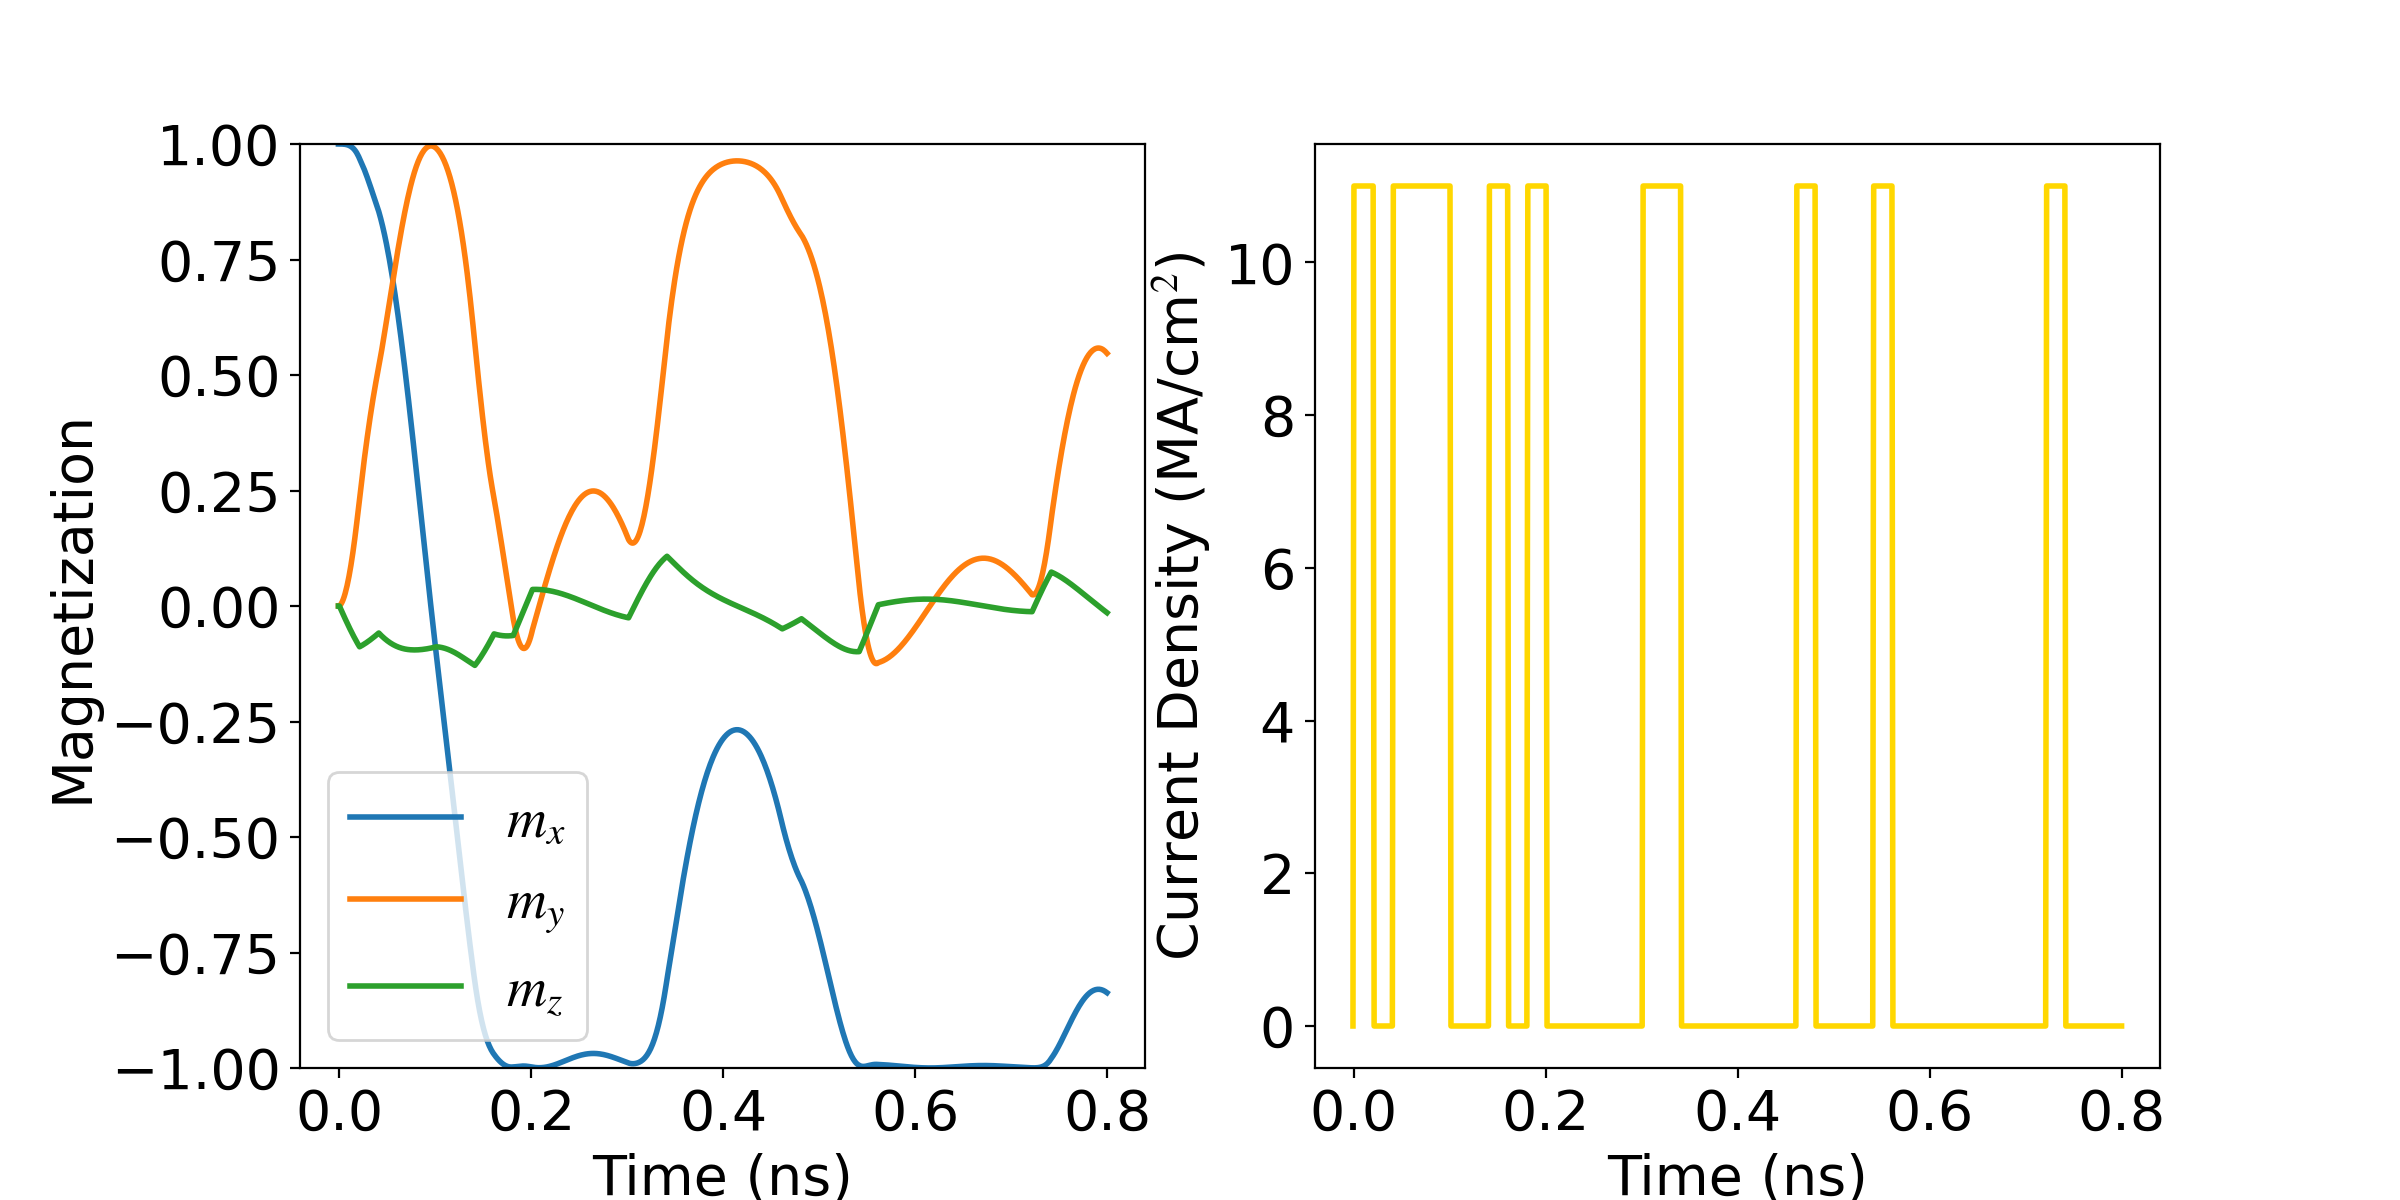 1.00
0.75
0.50
0.25
0.00
−0.25
−0.50
−0.75
−1.00
Magnetization
m_x
m_y
m_z
0.0 0.2 0.4 0.6 0.8
Time (ns)
10
8
6
4
2
0
Current Density (MA/cm²)
0.0 0.2 0.4 0.6 0.8
Time (ns)